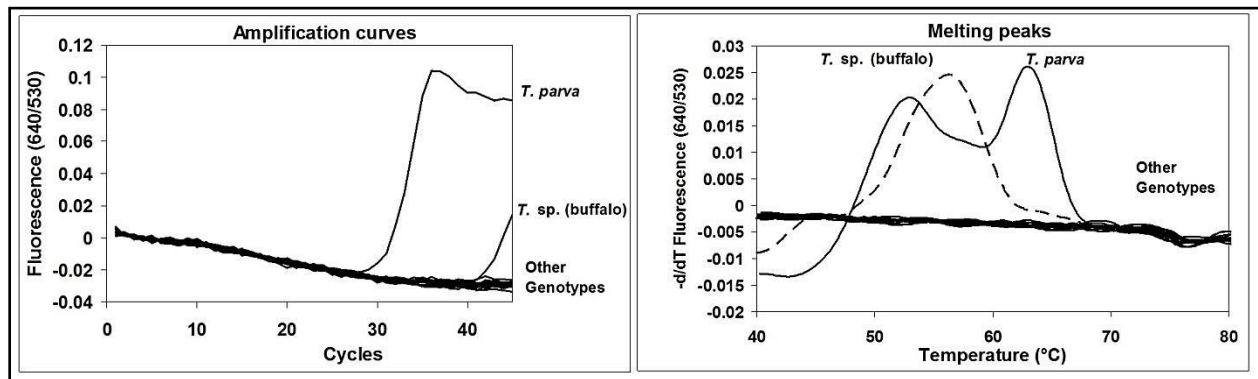 Amplification curves
0.12
0.1
0.08
0.06
0.04
0.02
0
-0.02
-0.04
Fluorescence (640/530)
T. parva
T. sp. (buffalo)
Other
Genotypes
0
10
20
30
40
Cycles
Melting peaks
0.03
0.025
0.02
0.015
0.01
0.005
0
-0.005
-0.01
-0.015
-0.02
-d/dT Fluorescence (640/530)
T. sp. (buffalo)
T. parva
Other
Genotypes
40
50
60
70
80
Temperature (°C)